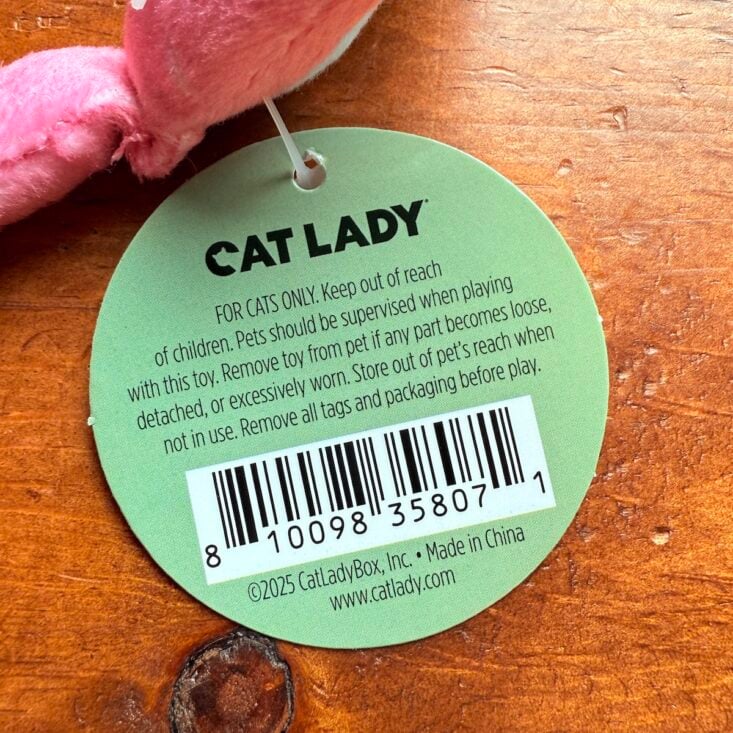 CAT LADY
FOR CATS ONLY. Keep out of reach
of children. Pets should be supervised when playing
with this toy. Remove toy from pet if any part becomes loose,
detached, or excessively worn. Store out of pet's reach when
not in use. Remove all tags and packaging before play.
8 10098 35807 1
©2025 CatLadyBox, Inc. • Made in China
www.catlady.com